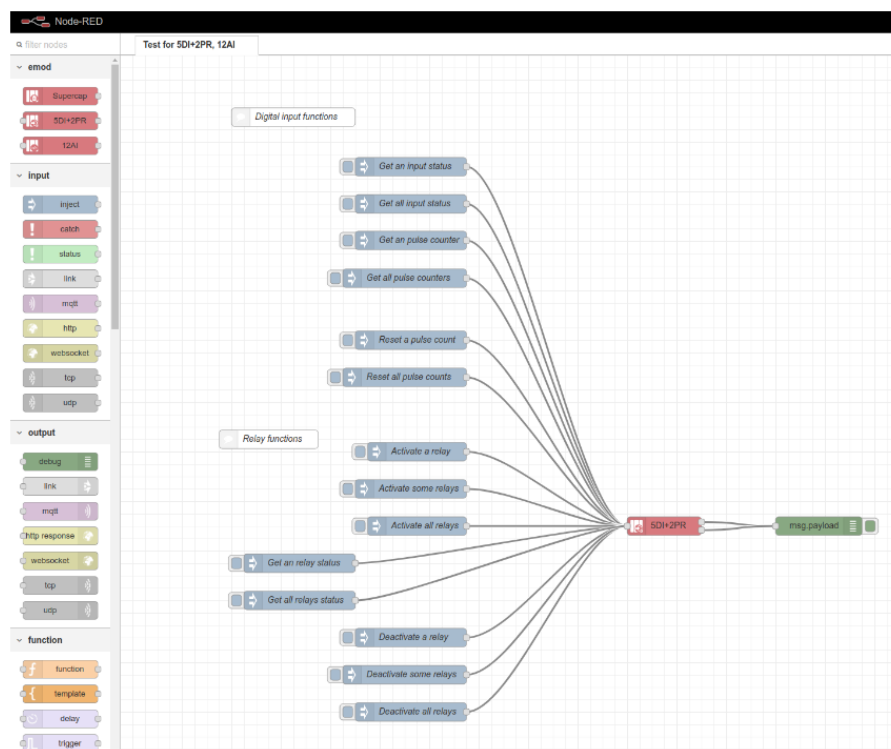 Node-RED
filter nodes
Test for 5DI+2PR, 12AI
emod
Supercap
5DI+2PR
12AI
input
inject
catch
status
link
mqtt
http
websocket
tcp
udp
output
debug
link
mqtt
http response
websocket
tcp
udp
function
function
template
delay
trigger
Digital input functions
Get an input status
Get all input status
Get an pulse counter
Get all pulse counters
Reset a pulse count
Reset all pulse counts
Relay functions
Activate a relay
Activate some relays
Activate all relays
Get an relay status
Get all relays status
Deactivate a relay
Deactivate some relays
Deactivate all relays
5DI+2PR
msg.payload